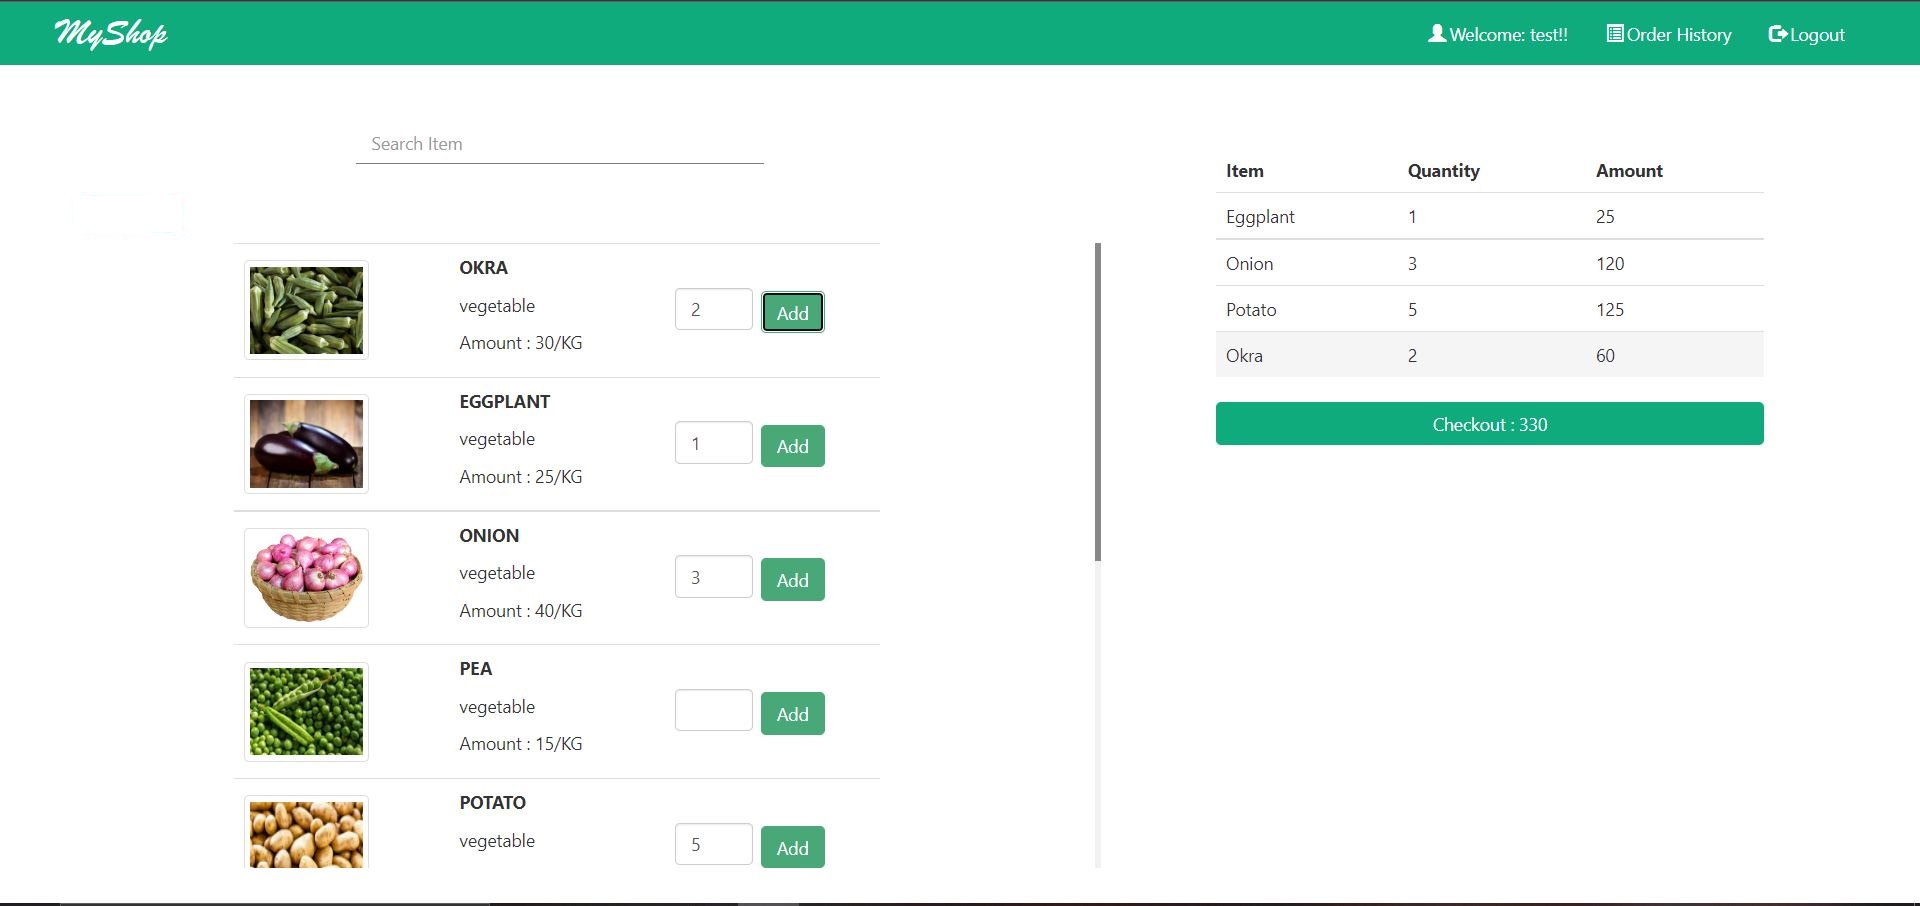 MyShop
Welcome: test!!
Order History
Logout
Search Item
OKRA
vegetable
Amount : 30/KG
2
Add
EGGPLANT
vegetable
Amount : 25/KG
1
Add
ONION
vegetable
Amount : 40/KG
3
Add
PEA
vegetable
Amount : 15/KG
Add
POTATO
vegetable
5
Add
Item Quantity Amount
Eggplant 1 25
Onion 3 120
Potato 5 125
Okra 2 60
Checkout : 330